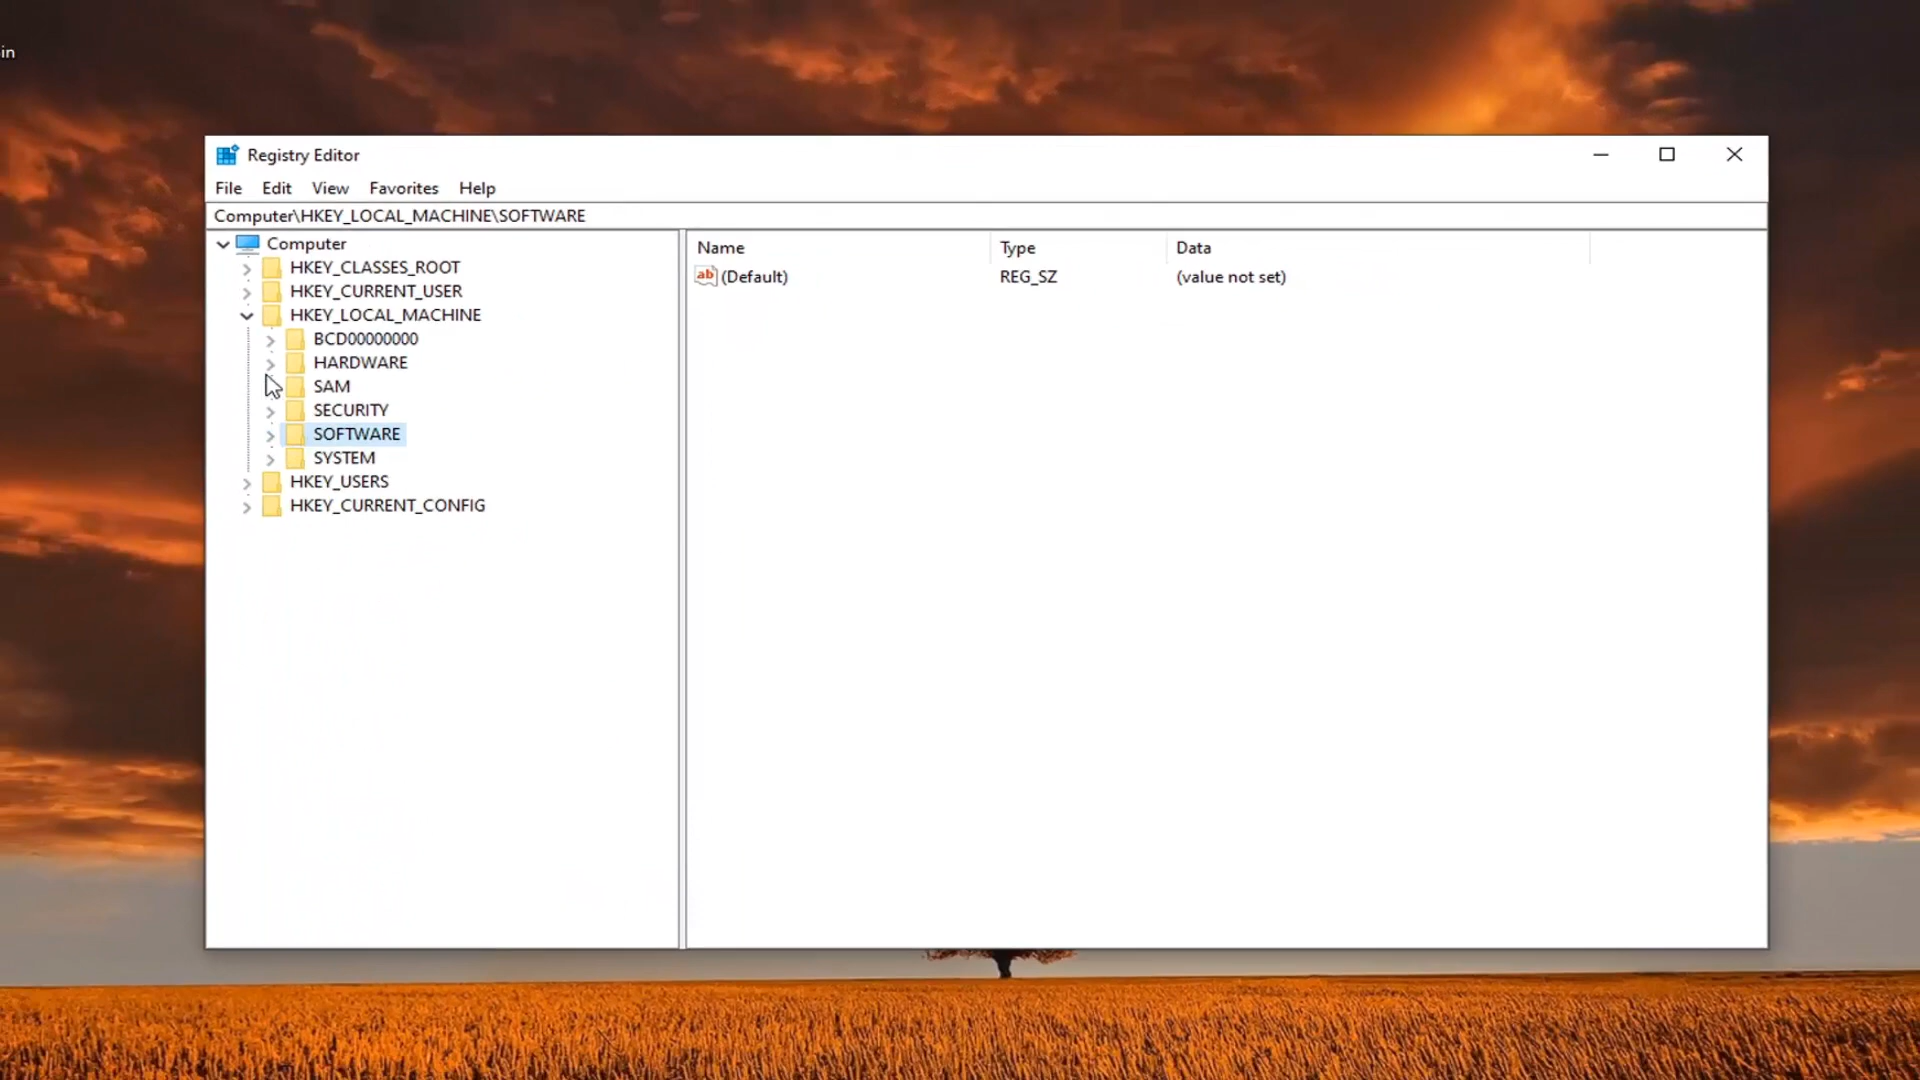 in
Registry Editor
File Edit View Favorites Help
Computer\HKEY_LOCAL_MACHINE\SOFTWARE
Computer
HKEY_CLASSES_ROOT
HKEY_CURRENT_USER
HKEY_LOCAL_MACHINE
BCD00000000
HARDWARE
SAM
SECURITY
SOFTWARE
SYSTEM
HKEY_USERS
HKEY_CURRENT_CONFIG
Name Type Data
ab (Default) REG_SZ (value not set)